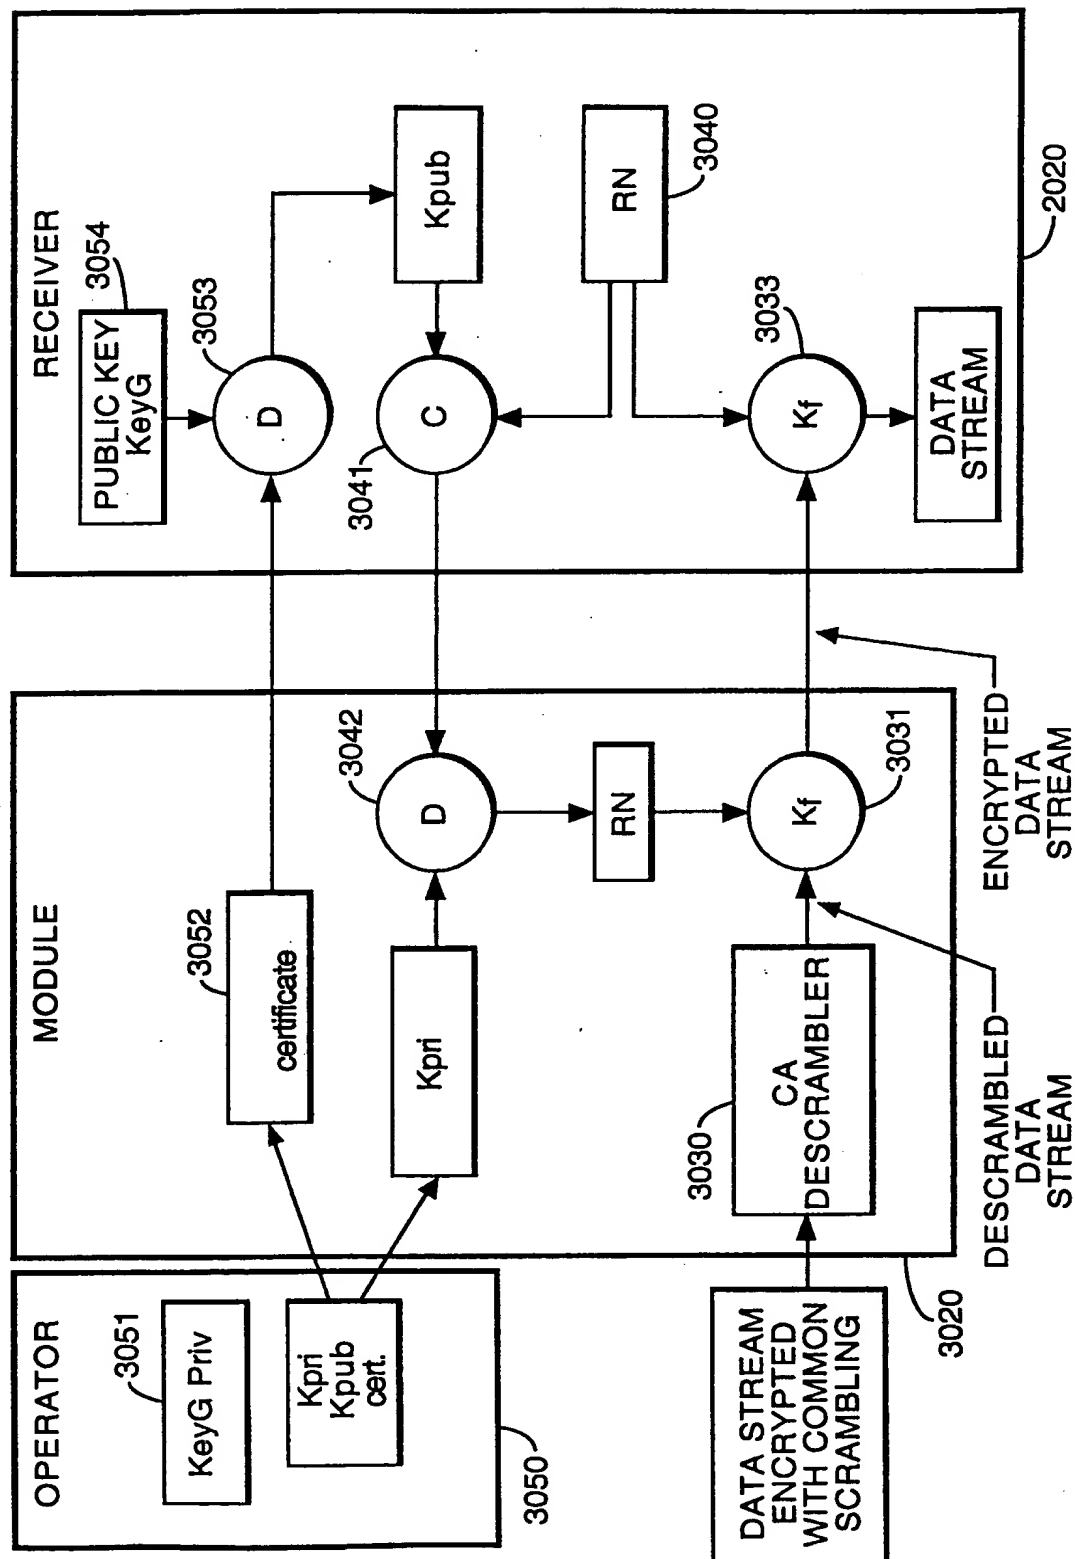 OPERATOR
3051
KeyG Priv
Kpri
Kpub
cert.
3050
DATA STREAM
ENCRYPTED
WITH COMMON
SCRAMBLING
MODULE
3052
certificate
Kpri
3042
D
RN
3030
CA
DESCRAMBLER
Kf
3031
3020
DESCRAMBLED
DATA
STREAM
ENCRYPTED
DATA
STREAM
RECEIVER
PUBLIC KEY
KeyG
3054
3053
D
Kpub
3041
C
RN
3040
Kf
3033
DATA
STREAM
2020